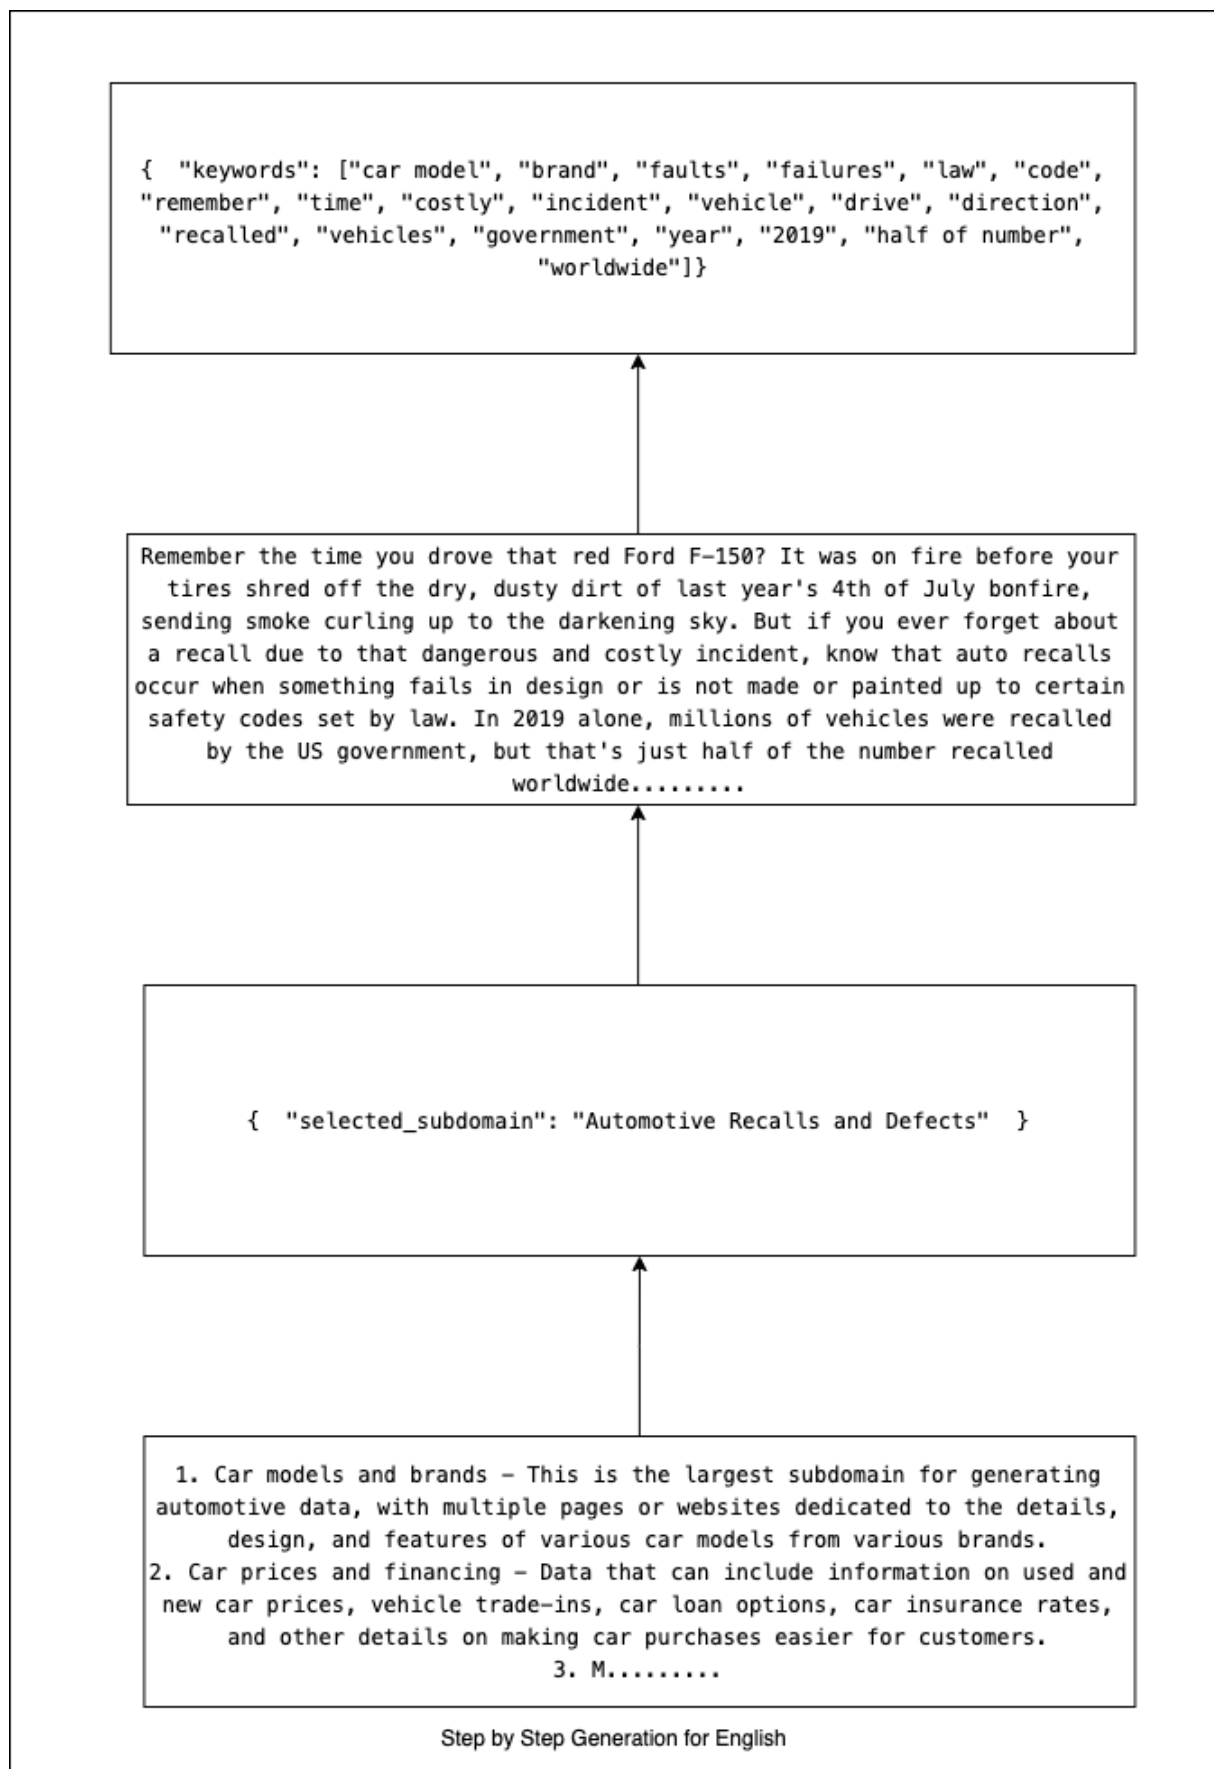 {  "keywords": ["car model", "brand", "faults", "failures", "law", "code",
"remember", "time", "costly", "incident", "vehicle", "drive", "direction",
"recalled", "vehicles", "government", "year", "2019", "half of number",
"worldwide"]}
Remember the time you drove that red Ford F-150? It was on fire before your
tires shred off the dry, dusty dirt of last year's 4th of July bonfire,
sending smoke curling up to the darkening sky. But if you ever forget about
a recall due to that dangerous and costly incident, know that auto recalls
occur when something fails in design or is not made or painted up to certain
safety codes set by law. In 2019 alone, millions of vehicles were recalled
by the US government, but that's just half of the number recalled
worldwide.........
{  "selected_subdomain": "Automotive Recalls and Defects"  }
1. Car models and brands – This is the largest subdomain for generating
automotive data, with multiple pages or websites dedicated to the details,
design, and features of various car models from various brands.
2. Car prices and financing – Data that can include information on used and
new car prices, vehicle trade-ins, car loan options, car insurance rates,
and other details on making car purchases easier for customers.
3. M.........
Step by Step Generation for English